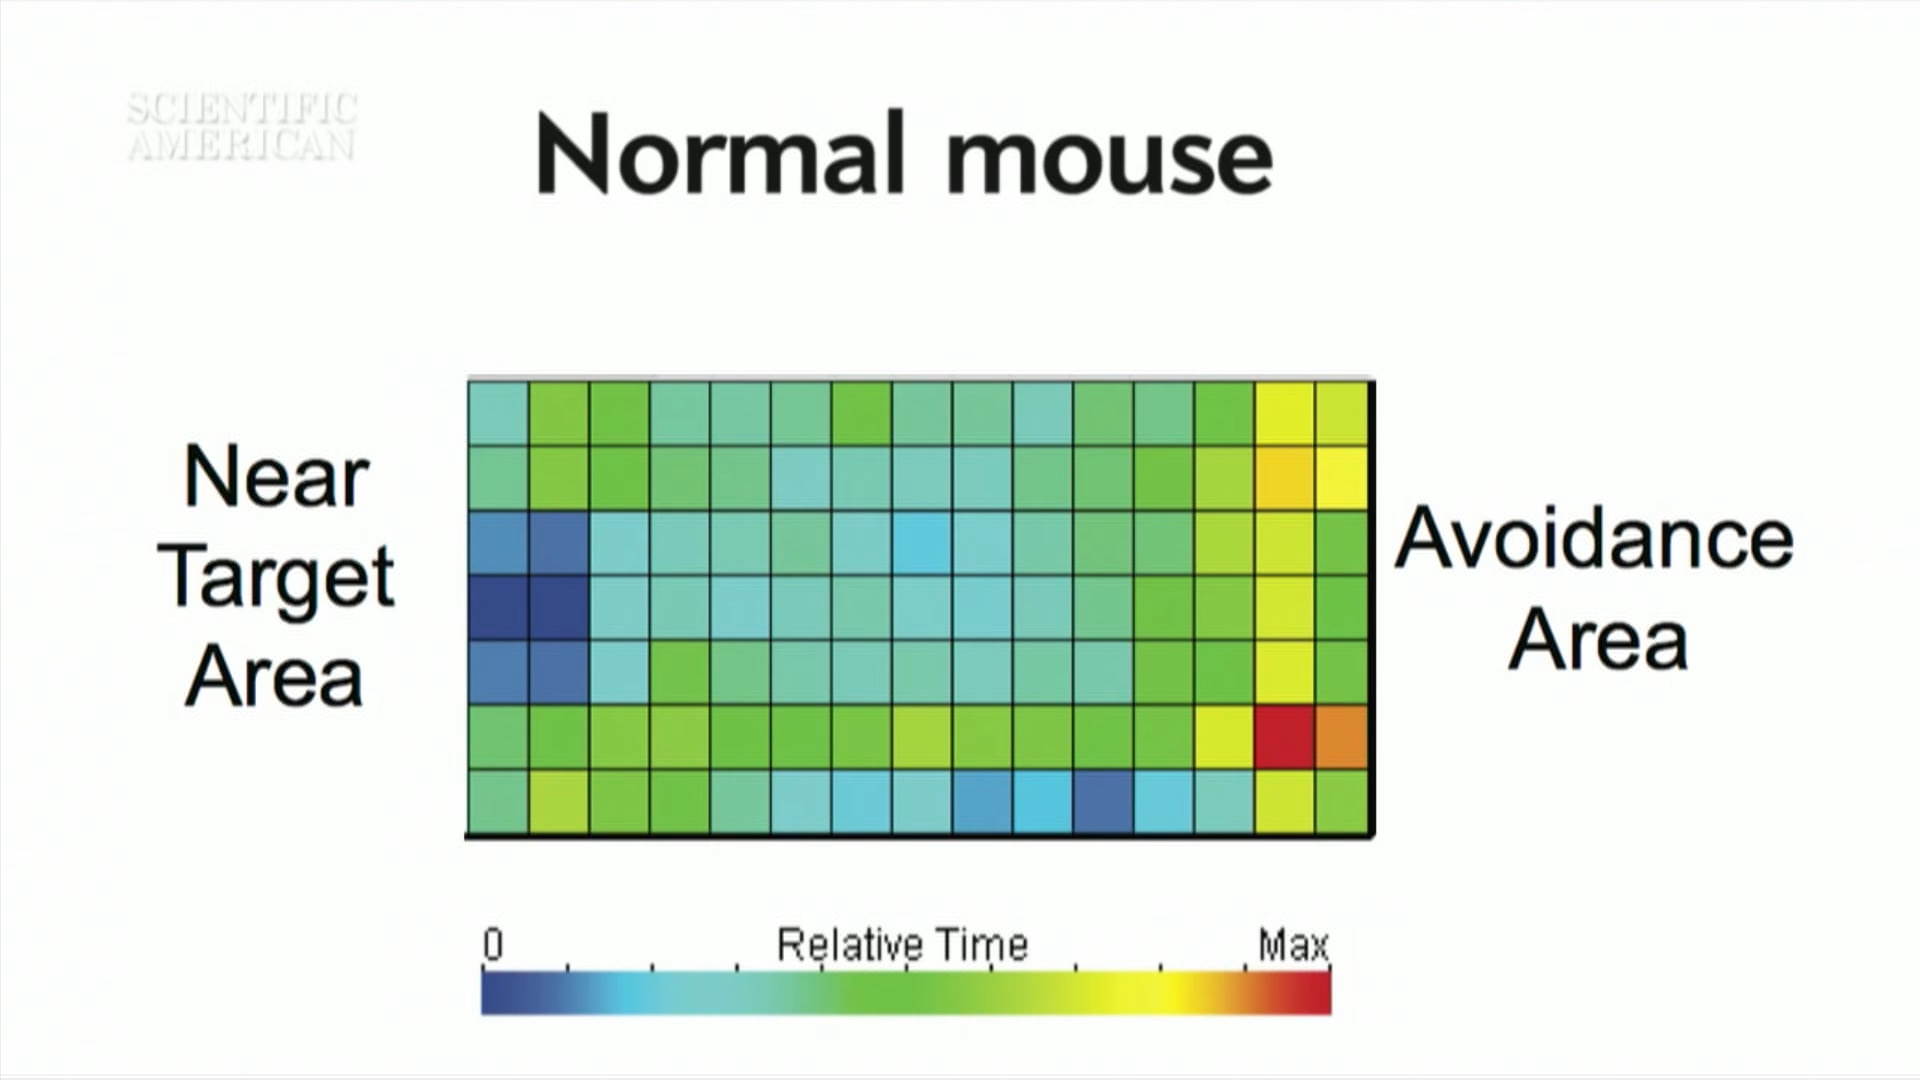 SCIENTIFIC
AMERICAN
Normal mouse
Near
Target
Area
Avoidance
Area
0 Relative Time Max